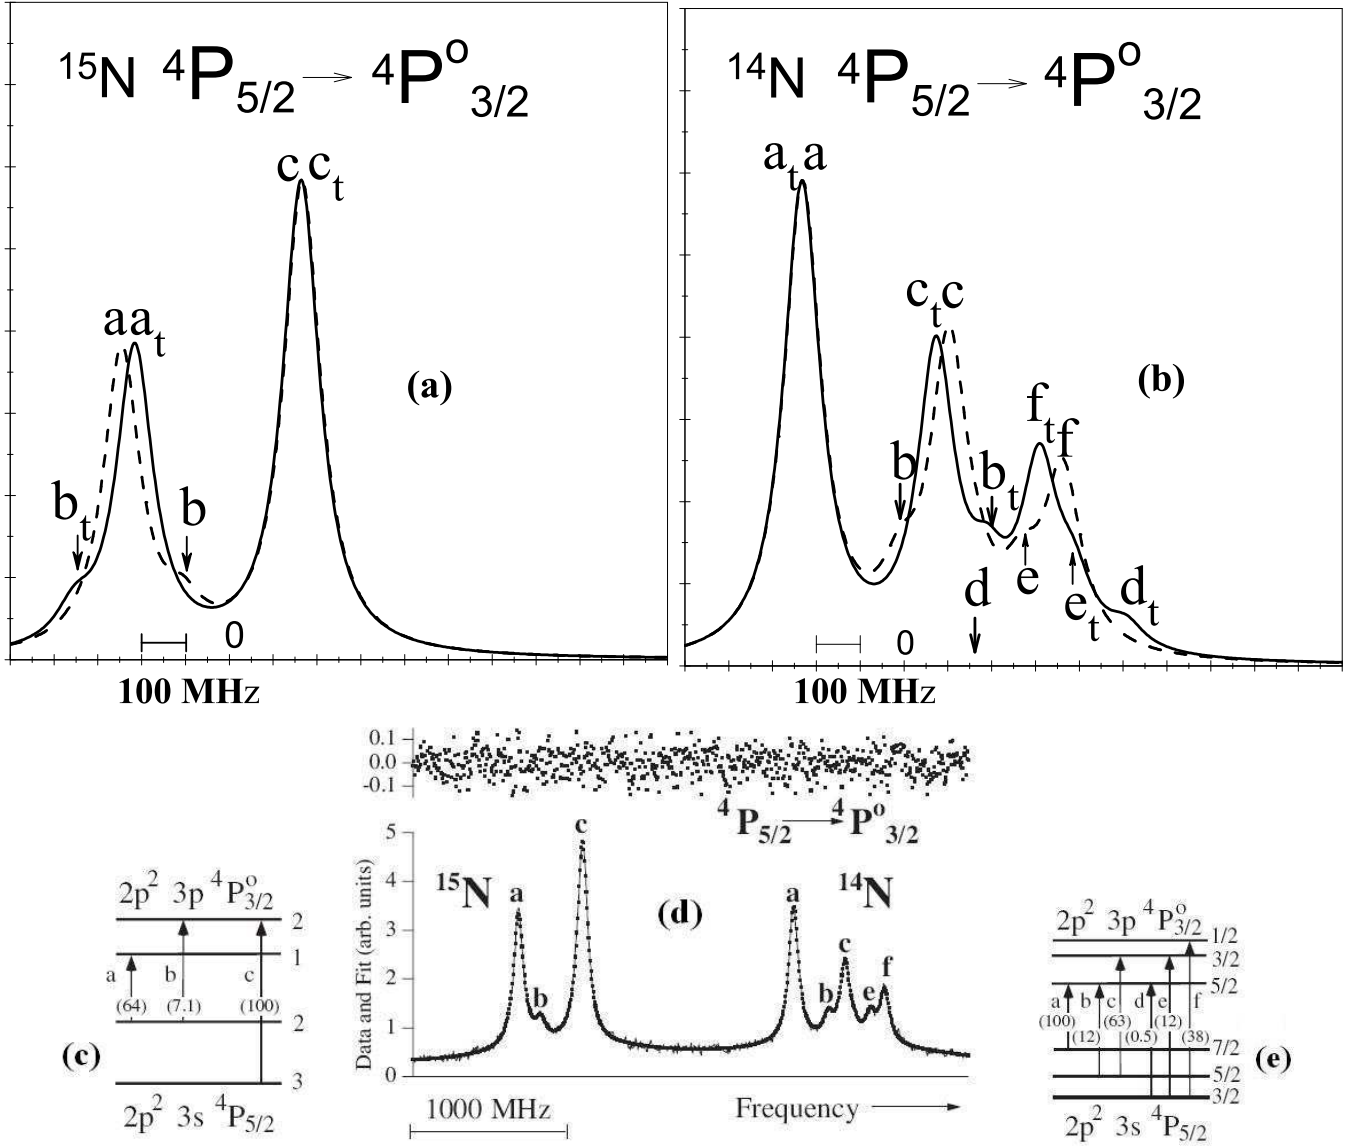 ¹⁵N ⁴P₅/₂ → ⁴Pᵒ₃/₂
c cₜ
a aₜ
(a)
bₜ
b
0
100 MHz
¹⁴N ⁴P₅/₂ → ⁴Pᵒ₃/₂
aₜ a
cₜ c
(b)
fₜ f
b
bₜ
d
e
eₜ
dₜ
0
100 MHz
0.1
0.0
-0.1
⁴P₅/₂ → ⁴Pᵒ₃/₂
5
4
3
2
1
0
Data and Fit (arb. units)
¹⁵N
a
b
c
(d)
¹⁴N
a
b
c
e
f
1000 MHz
Frequency →
2p² 3p ⁴Pᵒ₃/₂
2
1
a b c
(64) (7.1) (100)
2
(c)
3
2p² 3s ⁴P₅/₂
2p² 3p ⁴Pᵒ₃/₂
1/2
3/2
5/2
a b c d e f
(100) (63) (12)
(12) (0.5) (38)
7/2
(e)
5/2
3/2
2p² 3s ⁴P₅/₂